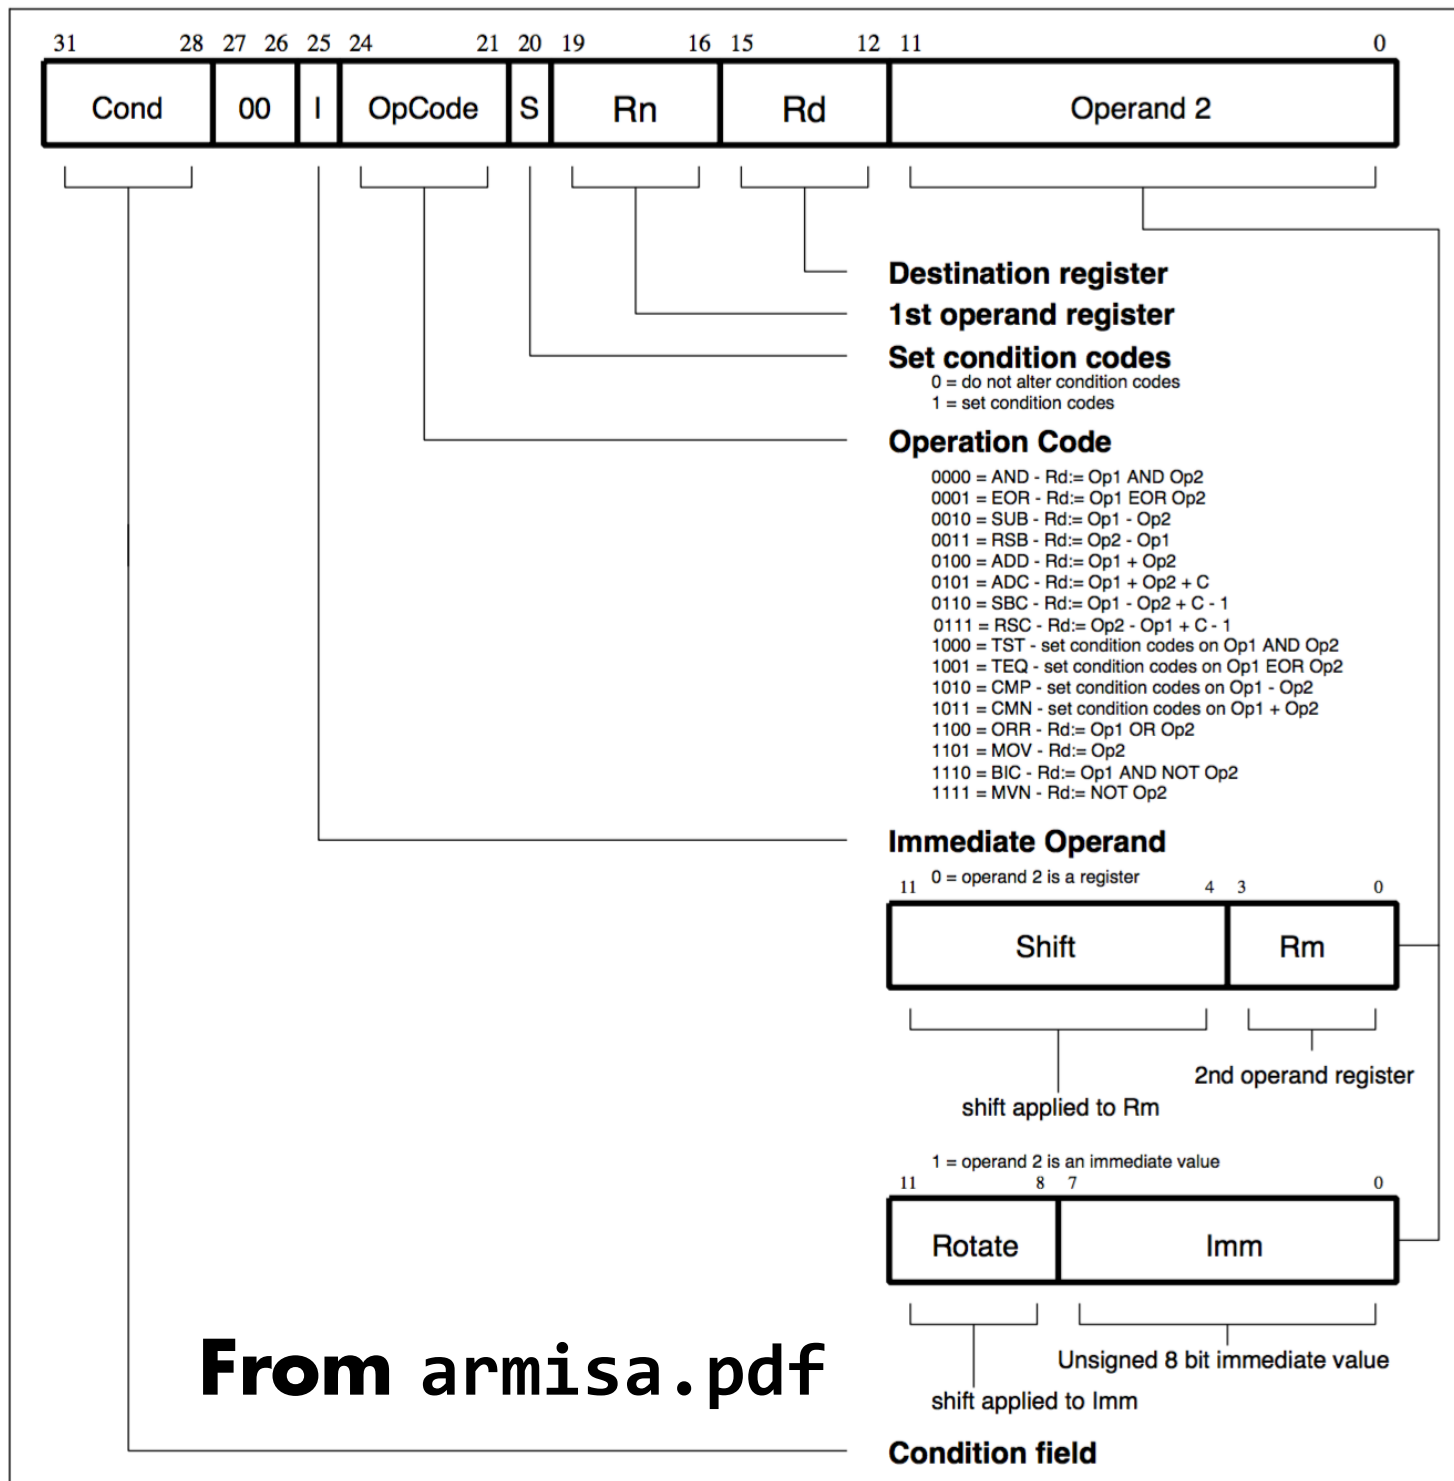 31 28 27 26 25 24 21 20 19 16 15 12 11 0
Cond 00 I OpCode S Rn Rd Operand 2
Destination register
1st operand register
Set condition codes
0 = do not alter condition codes
1 = set condition codes
Operation Code
0000 = AND - Rd:= Op1 AND Op2
0001 = EOR - Rd:= Op1 EOR Op2
0010 = SUB - Rd:= Op1 - Op2
0011 = RSB - Rd:= Op2 - Op1
0100 = ADD - Rd:= Op1 + Op2
0101 = ADC - Rd:= Op1 + Op2 + C
0110 = SBC - Rd:= Op1 - Op2 + C - 1
0111 = RSC - Rd:= Op2 - Op1 + C - 1
1000 = TST - set condition codes on Op1 AND Op2
1001 = TEQ - set condition codes on Op1 EOR Op2
1010 = CMP - set condition codes on Op1 - Op2
1011 = CMN - set condition codes on Op1 + Op2
1100 = ORR - Rd:= Op1 OR Op2
1101 = MOV - Rd:= Op2
1110 = BIC - Rd:= Op1 AND NOT Op2
1111 = MVN - Rd:= NOT Op2
Immediate Operand
0 = operand 2 is a register
11 4 3 0
Shift Rm
2nd operand register
shift applied to Rm
1 = operand 2 is an immediate value
11 8 7 0
Rotate Imm
Unsigned 8 bit immediate value
shift applied to Imm
From armisa.pdf
Condition field